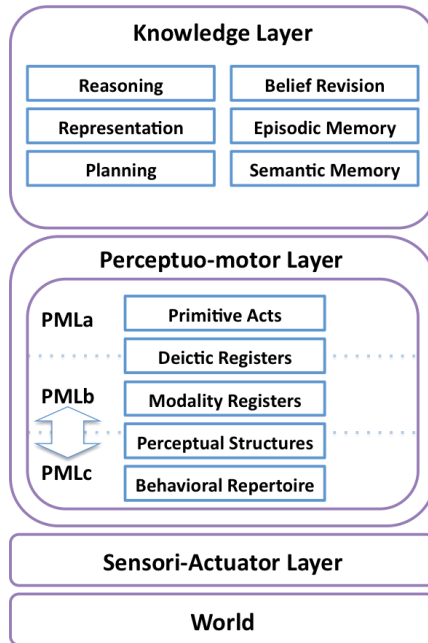 Knowledge Layer
Reasoning
Belief Revision
Representation
Episodic Memory
Planning
Semantic Memory
Perceptuo-motor Layer
PMLa
Primitive Acts
Deictic Registers
PMLb
Modality Registers
Perceptual Structures
PMLc
Behavioral Repertoire
Sensori-Actuator Layer
World